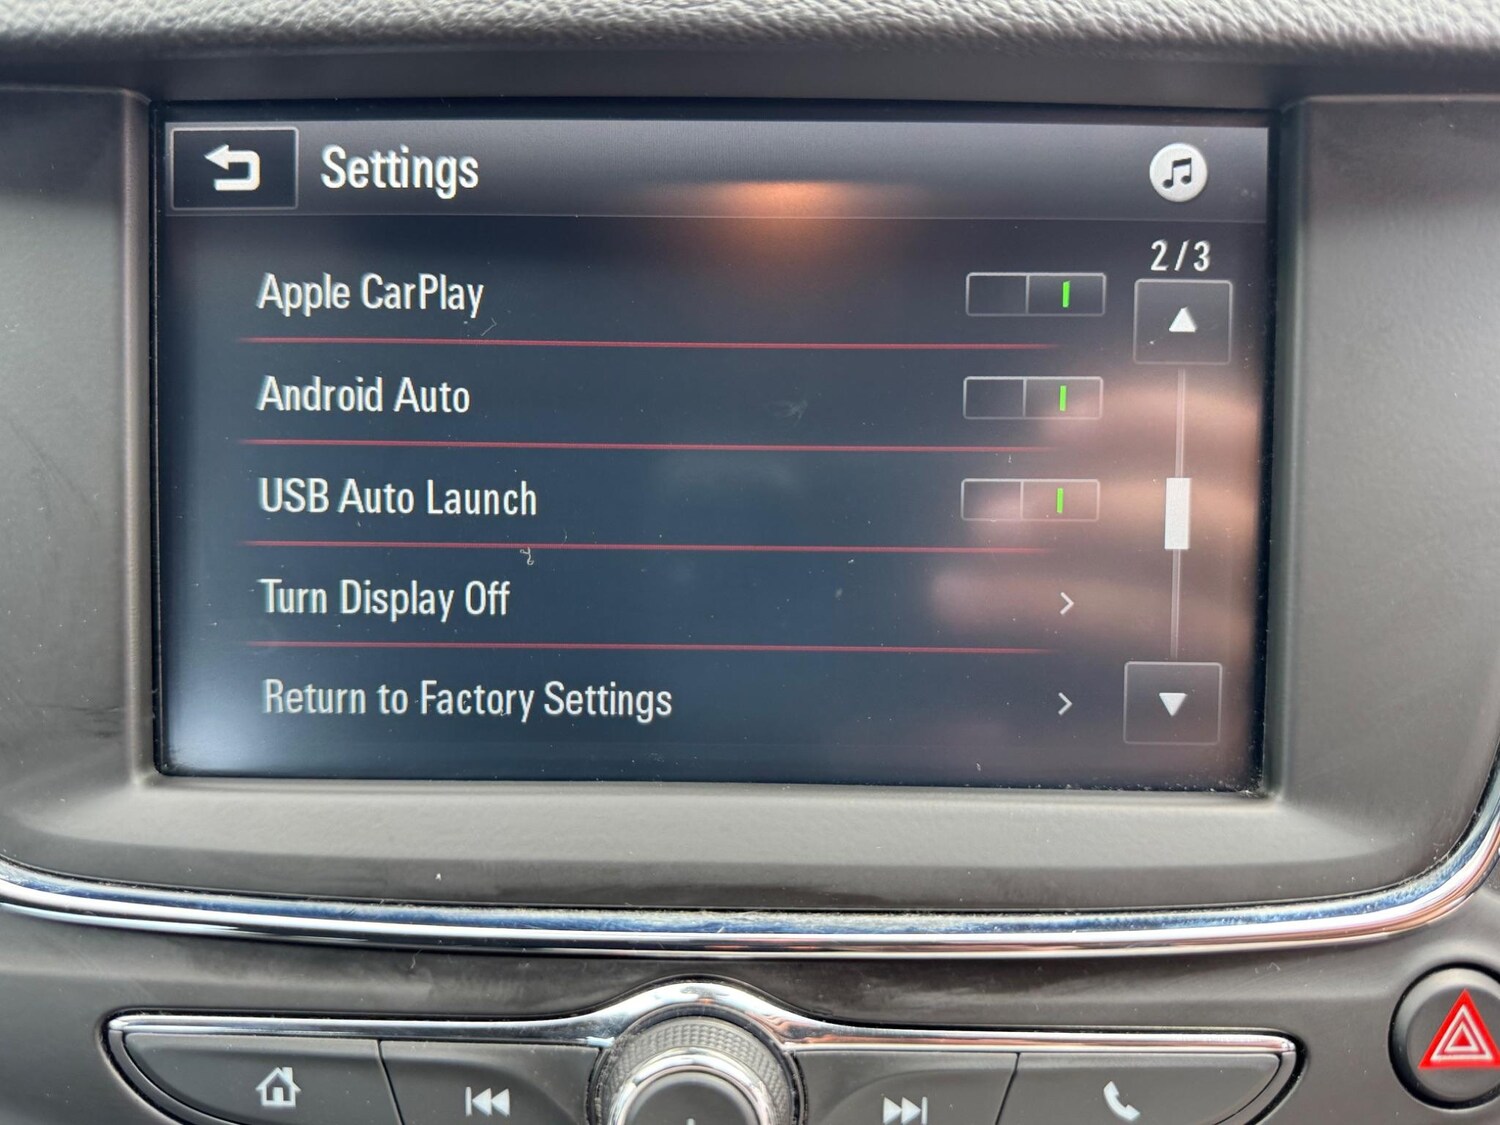 Settings
2/3
Apple CarPlay
Android Auto
USB Auto Launch
Turn Display Off
Return to Factory Settings